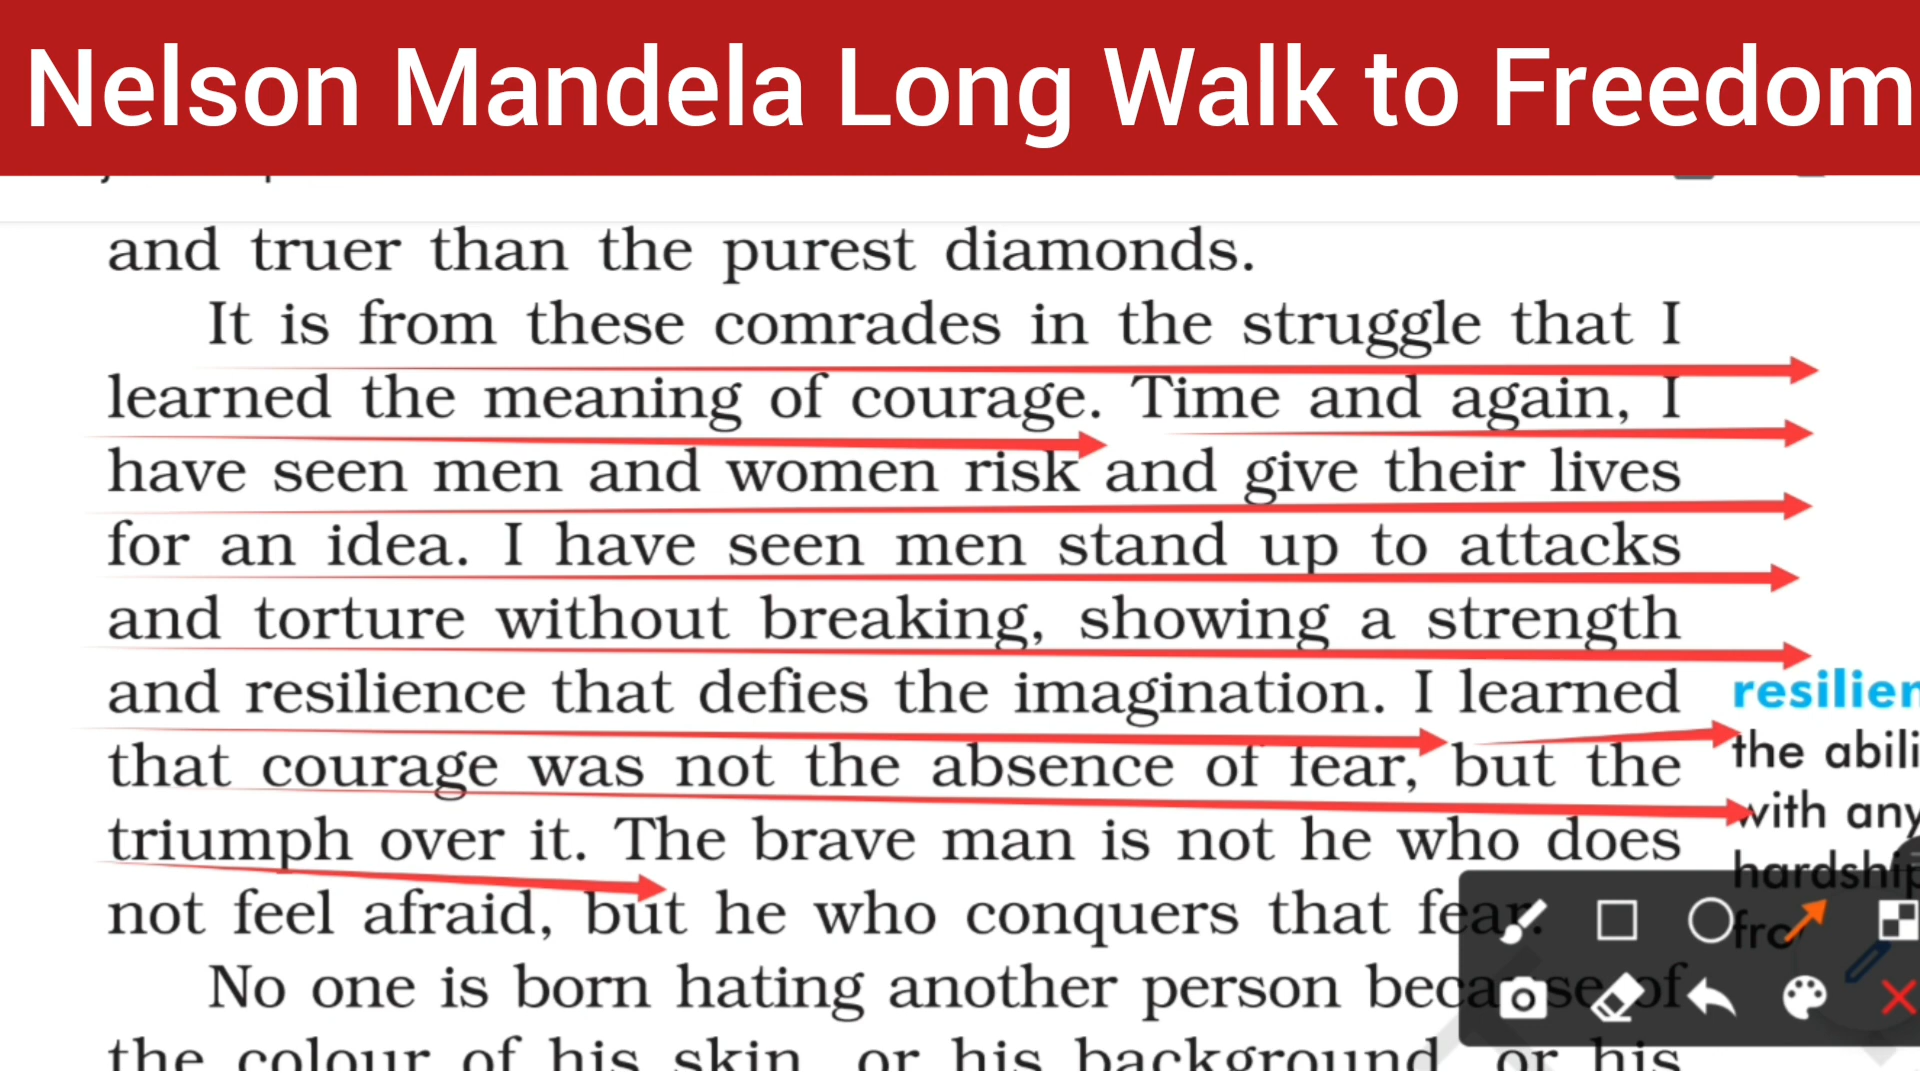 Nelson Mandela Long Walk to Freedom
and truer than the purest diamonds.
It is from these comrades in the struggle that I
learned the meaning of courage. Time and again, I
have seen men and women risk and give their lives
for an idea. I have seen men stand up to attacks
and torture without breaking, showing a strength
and resilience that defies the imagination. I learned
resilien
that courage was not the absence of fear, but the
the abili
triumph over it. The brave man is not he who does
with any
hardship
not feel afraid, but he who conquers that fear.
No one is born hating another person because of
the colour of his skin, or his background, or his